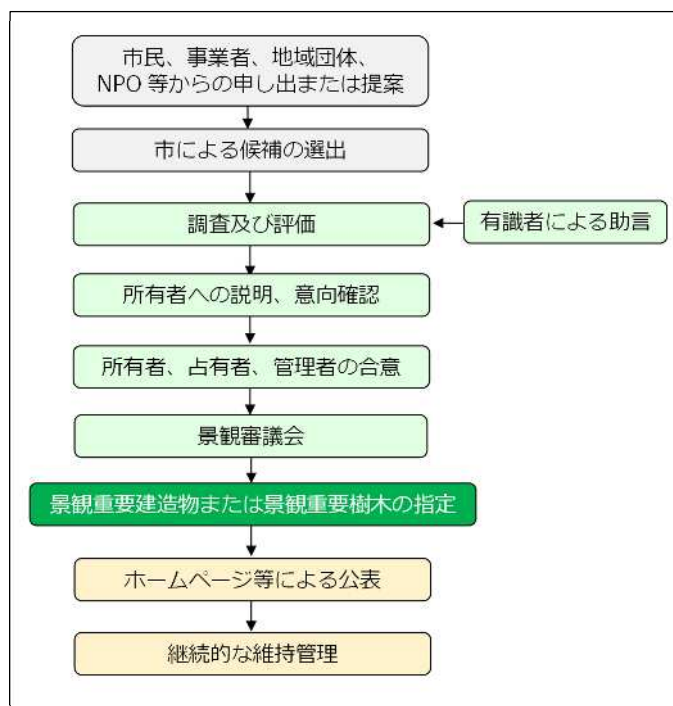 市民、事業者、地域団体、
NPO 等からの申し出または提案
市による候補の選出
調査及び評価
有識者による助言
所有者への説明、意向確認
所有者、占有者、管理者の合意
景観審議会
景観重要建造物または景観重要樹木の指定
ホームページ等による公表
継続的な維持管理